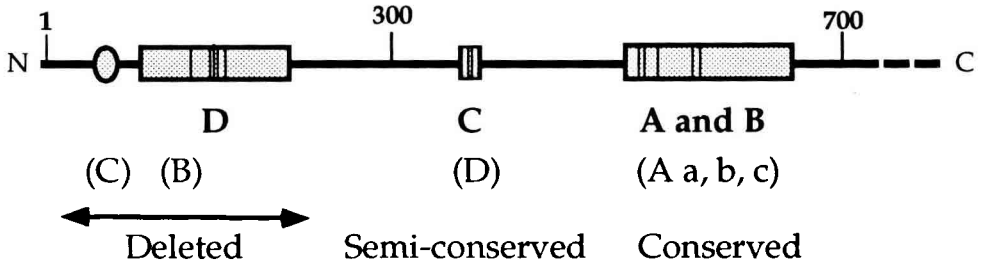 1 300 700
N C
D C A and B
(C) (B) (D) (A a, b, c)
Deleted Semi-conserved Conserved